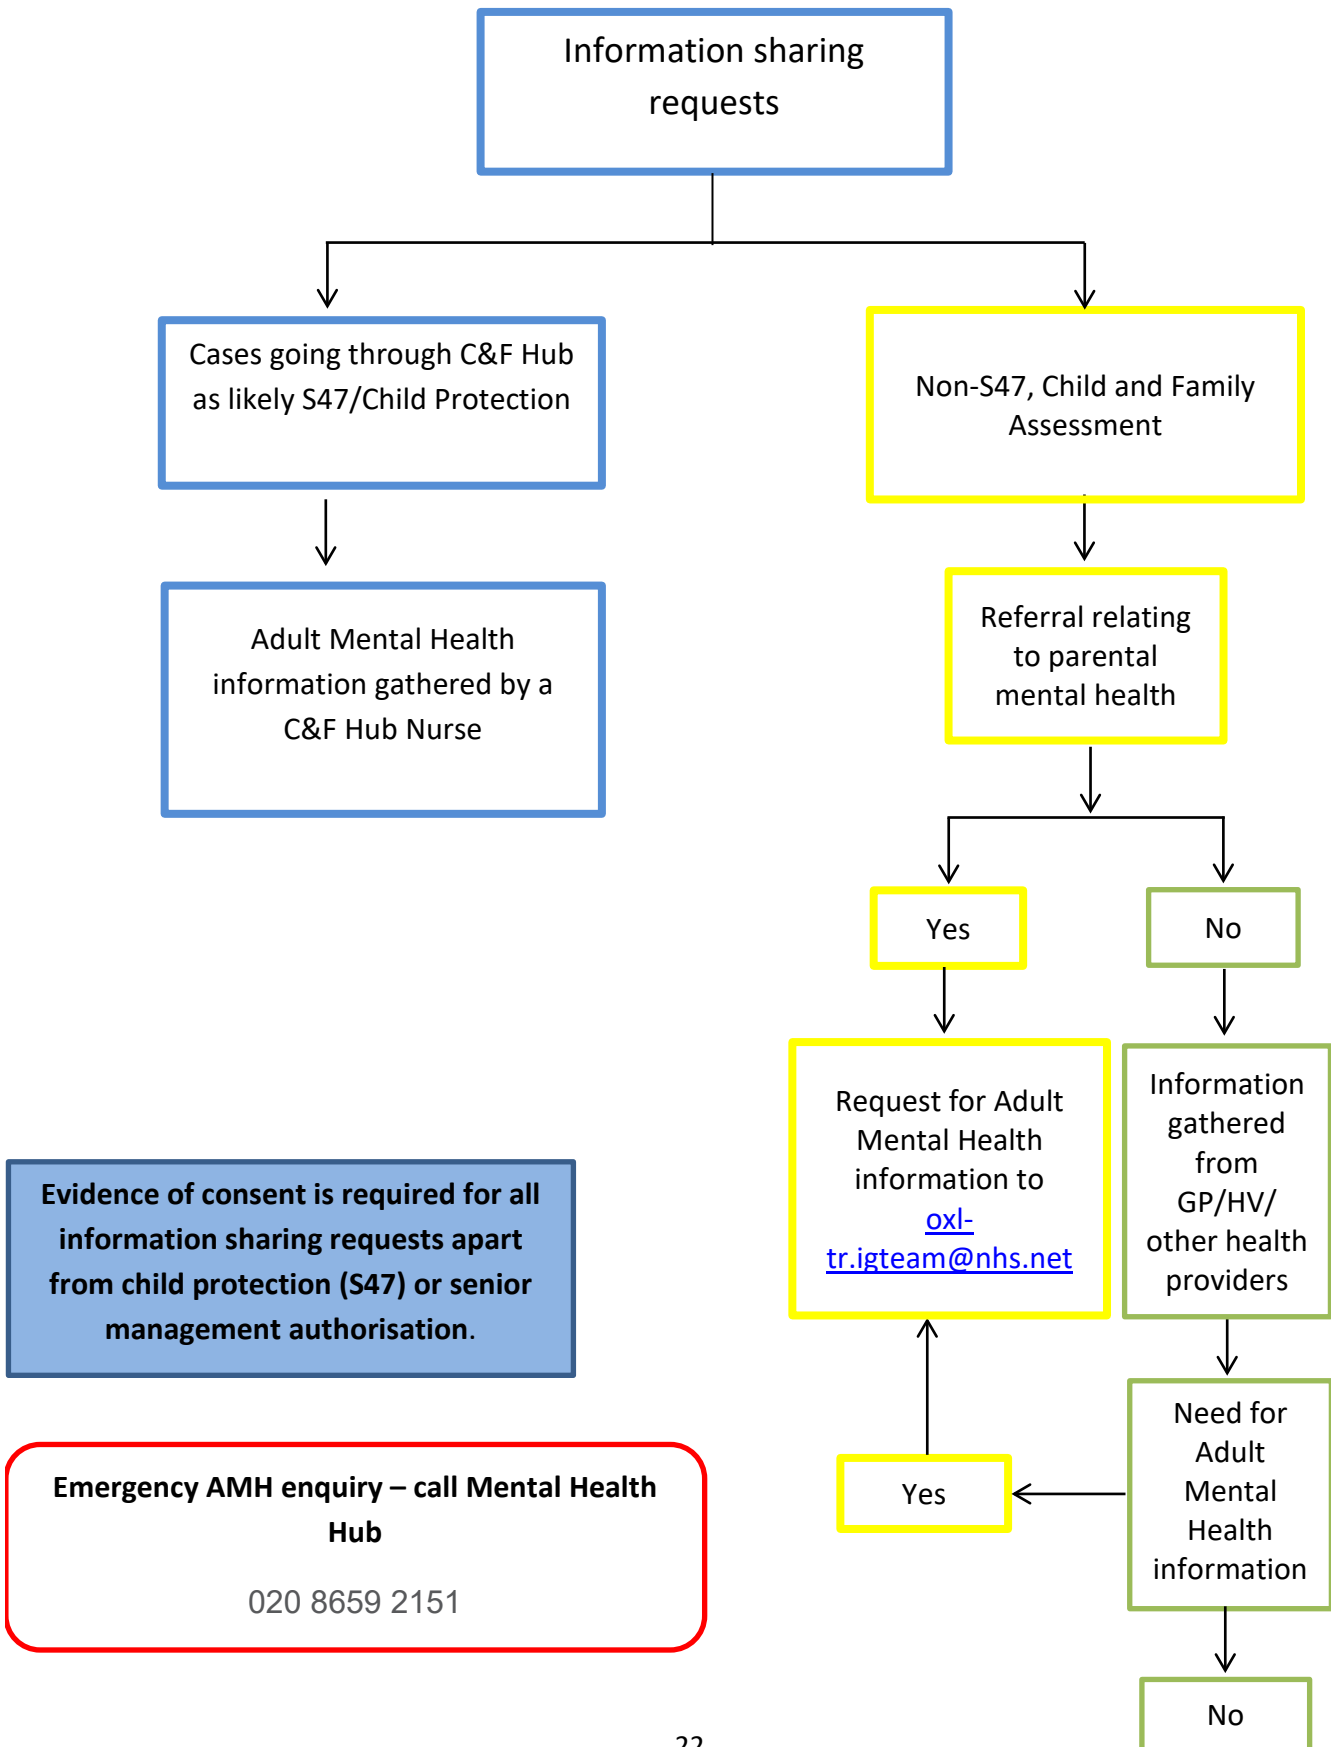 Information sharing
requests
Cases going through C&F Hub
as likely S47/Child Protection
Non-S47, Child and Family
Assessment
Adult Mental Health
information gathered by a
C&F Hub Nurse
Referral relating
to parental
mental health
Yes
No
Request for Adult
Mental Health
information to
oxl-
tr.igteam@nhs.net
Information
gathered
from
GP/HV/
other health
providers
Evidence of consent is required for all
information sharing requests apart
from child protection (S47) or senior
management authorisation.
Need for
Adult
Mental
Health
information
Yes
Emergency AMH enquiry – call Mental Health
Hub
020 8659 2151
No
22